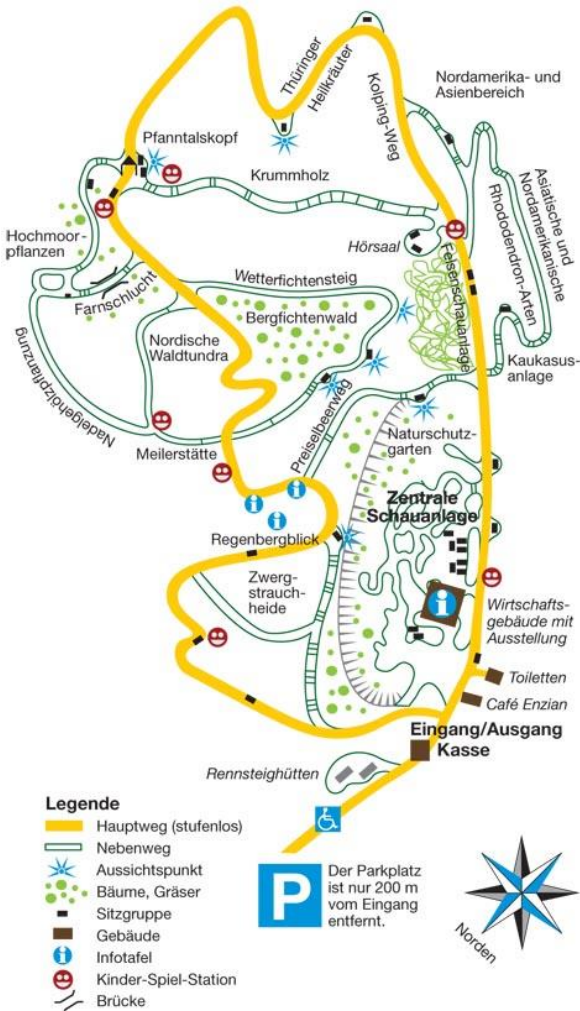 Thüringer
Heilkräuter
Kolping-Weg
Nordamerika- und
Asienbereich
Pfanntalskopf
Krummholz
Asiatische und
Nordamerikanische
Rhododendron-Arten
Hörsaal
Felsenschauanlage
Hochmoor-
pflanzen
Farnschlucht
Wetterfichtensteig
Bergfichtenwald
Nordische
Waldtundra
Nadelgehölzpflanzung
Kaukasus-
anlage
Preiselbeerweg
Meilerstätte
Naturschutz-
garten
Zentrale
Schauanlage
Regenbergblick
Zwerg-
strauch-
heide
Wirtschafts-
gebäude mit
Ausstellung
Toiletten
Café Enzian
Eingang/Ausgang
Kasse
Rennsteighütten
Legende
Hauptweg (stufenlos)
Nebenweg
Aussichtspunkt
Bäume, Gräser
Sitzgruppe
Gebäude
Infotafel
Kinder-Spiel-Station
Brücke
P
Der Parkplatz
ist nur 200 m
vom Eingang
entfernt.
Norden